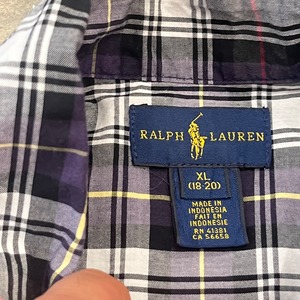 RALPH LAUREN
XL
(18-20)
MADE IN
INDONESIA
FAIT EN
INDONESIE
RN 41381
CA 56658